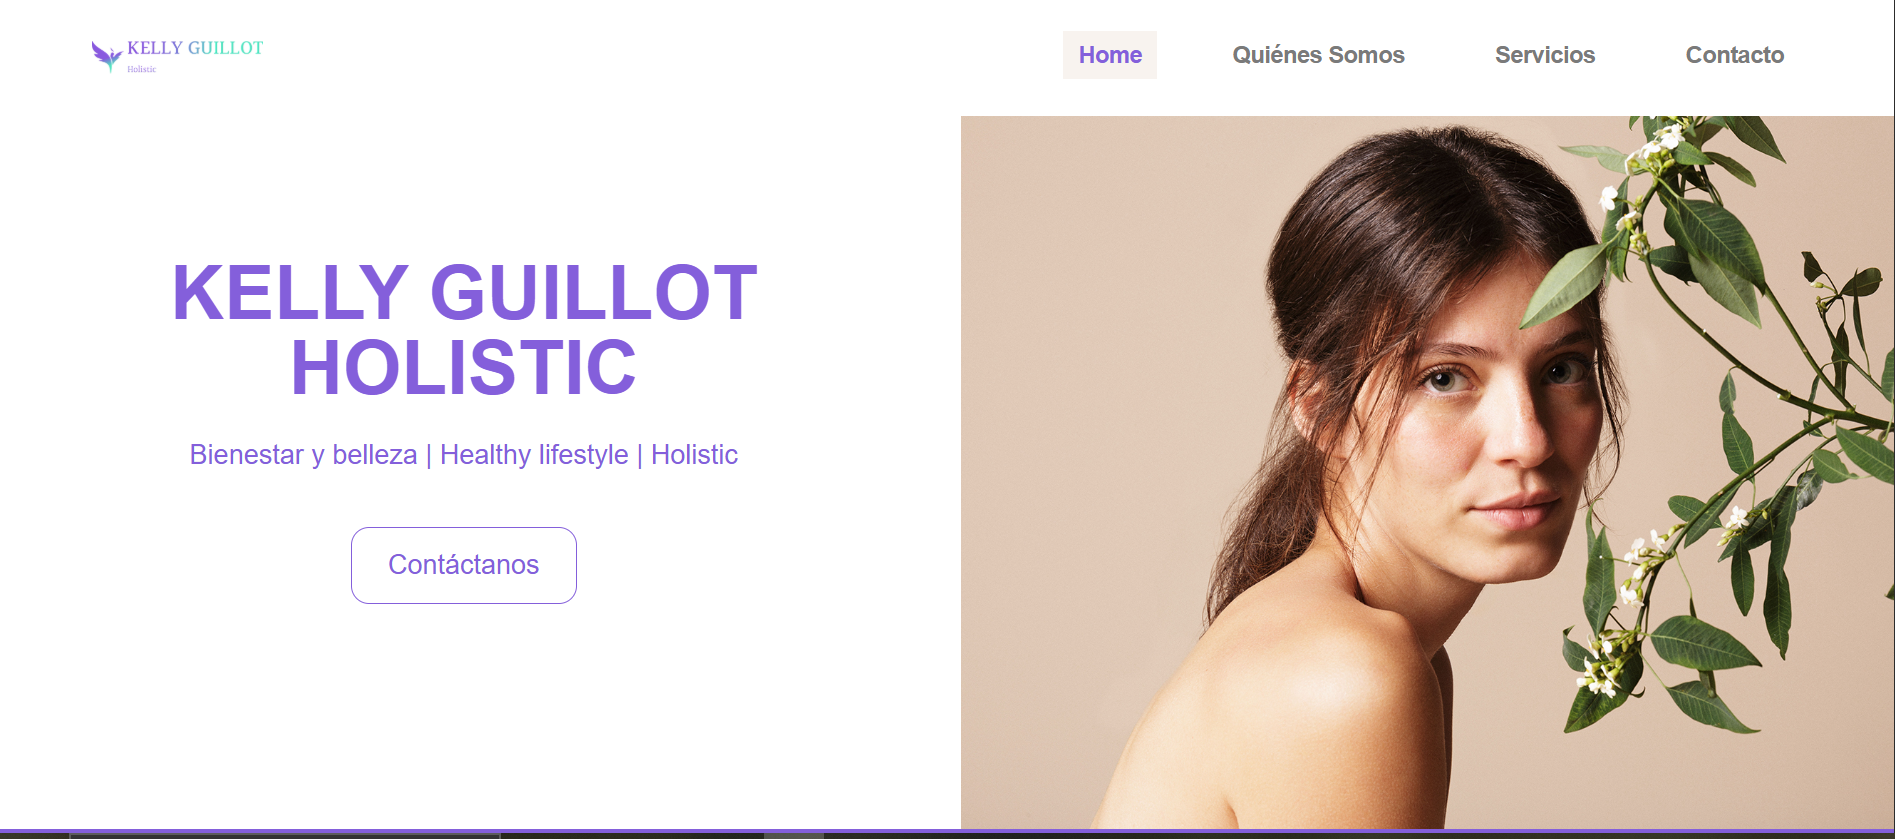 KELLY GUILLOT
Holistic
Home
Quiénes Somos
Servicios
Contacto
KELLY GUILLOT
HOLISTIC
Bienestar y belleza | Healthy lifestyle | Holistic
Contáctanos